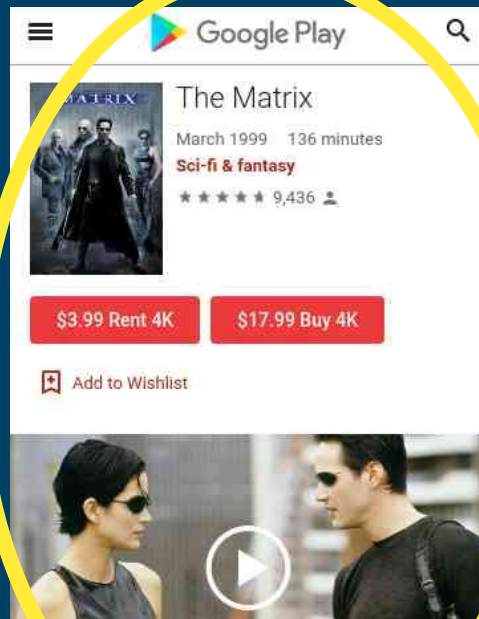 Google Play
MATRIX
The Matrix
March 1999 136 minutes
Sci-fi & fantasy
9,436
$3.99 Rent 4K
$17.99 Buy 4K
Add to Wishlist